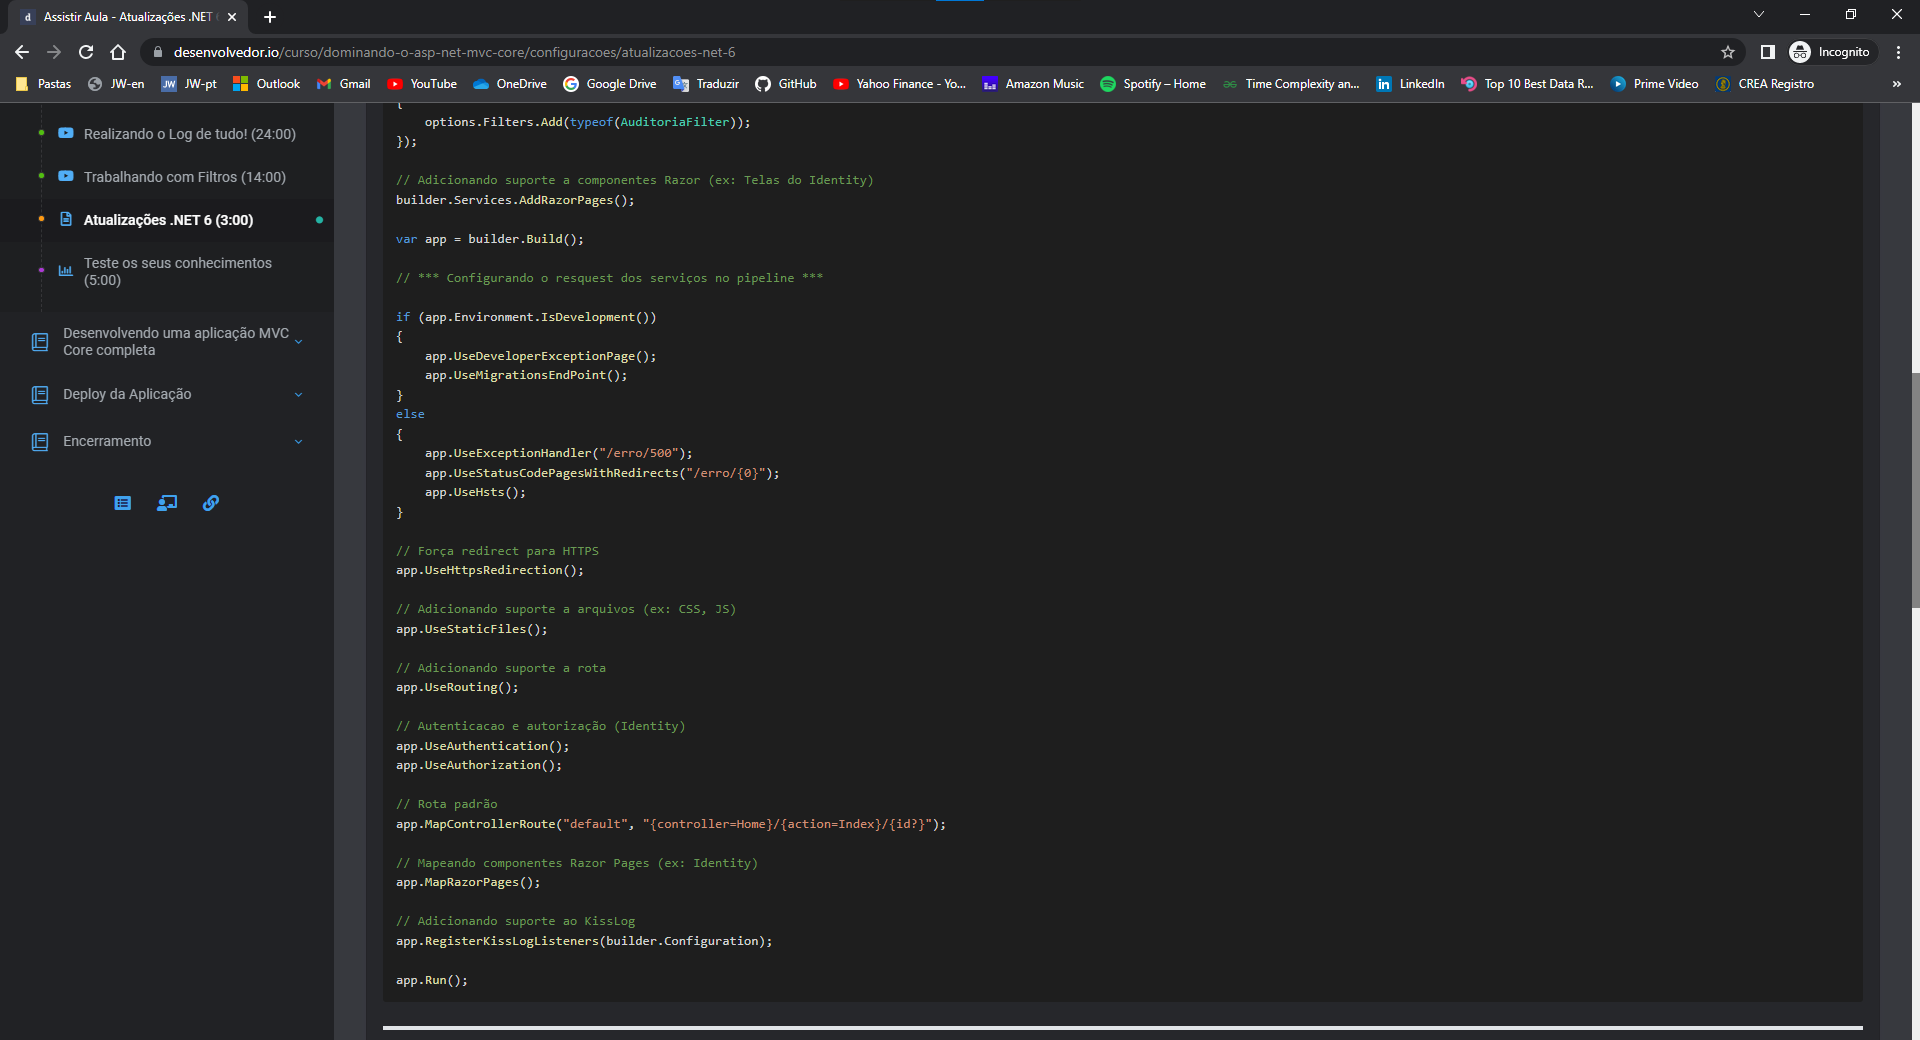 d Assistir Aula - Atualizações .NET
desenvolvedor.io/curso/dominando-o-asp-net-mvc-core/configuracoes/atualizacoes-net-6
Incognito
Pastas JW-en JW JW-pt Outlook Gmail YouTube OneDrive Google Drive Traduzir GitHub Yahoo Finance - Yo... Amazon Music Spotify – Home Time Complexity an... LinkedIn Top 10 Best Data R... Prime Video CREA Registro »
Realizando o Log de tudo! (24:00)
Trabalhando com Filtros (14:00)
Atualizações .NET 6 (3:00)
Teste os seus conhecimentos
(5:00)
Desenvolvendo uma aplicação MVC
Core completa
Deploy da Aplicação
Encerramento
{
options.Filters.Add(typeof(AuditoriaFilter));
});
// Adicionando suporte a componentes Razor (ex: Telas do Identity)
builder.Services.AddRazorPages();
var app = builder.Build();
// *** Configurando o resquest dos serviços no pipeline ***
if (app.Environment.IsDevelopment())
{
app.UseDeveloperExceptionPage();
app.UseMigrationsEndPoint();
}
else
{
app.UseExceptionHandler("/erro/500");
app.UseStatusCodePagesWithRedirects("/erro/{0}");
app.UseHsts();
}
// Força redirect para HTTPS
app.UseHttpsRedirection();
// Adicionando suporte a arquivos (ex: CSS, JS)
app.UseStaticFiles();
// Adicionando suporte a rota
app.UseRouting();
// Autenticacao e autorização (Identity)
app.UseAuthentication();
app.UseAuthorization();
// Rota padrão
app.MapControllerRoute("default", "{controller=Home}/{action=Index}/{id?}");
// Mapeando componentes Razor Pages (ex: Identity)
app.MapRazorPages();
// Adicionando suporte ao KissLog
app.RegisterKissLogListeners(builder.Configuration);
app.Run();